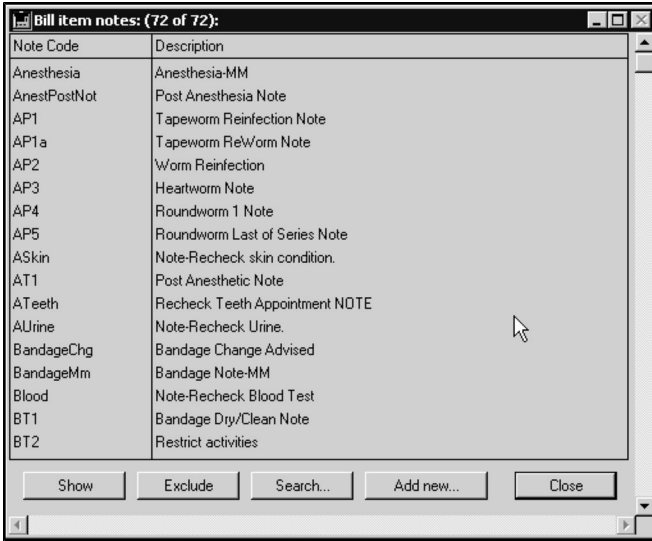 Bill item notes: (72 of 72):
Note Code Description
Anesthesia Anesthesia-MM
AnestPostNot Post Anesthesia Note
AP1 Tapeworm Reinfection Note
AP1a Tapeworm ReWorm Note
AP2 Worm Reinfection
AP3 Heartworm Note
AP4 Roundworm 1 Note
AP5 Roundworm Last of Series Note
ASkin Note-Recheck skin condition.
AT1 Post Anesthetic Note
ATeeth Recheck Teeth Appointment NOTE
AUrine Note-Recheck Urine.
BandageChg Bandage Change Advised
BandageMm Bandage Note-MM
Blood Note-Recheck Blood Test
BT1 Bandage Dry/Clean Note
BT2 Restrict activities
Show Exclude Search... Add new... Close